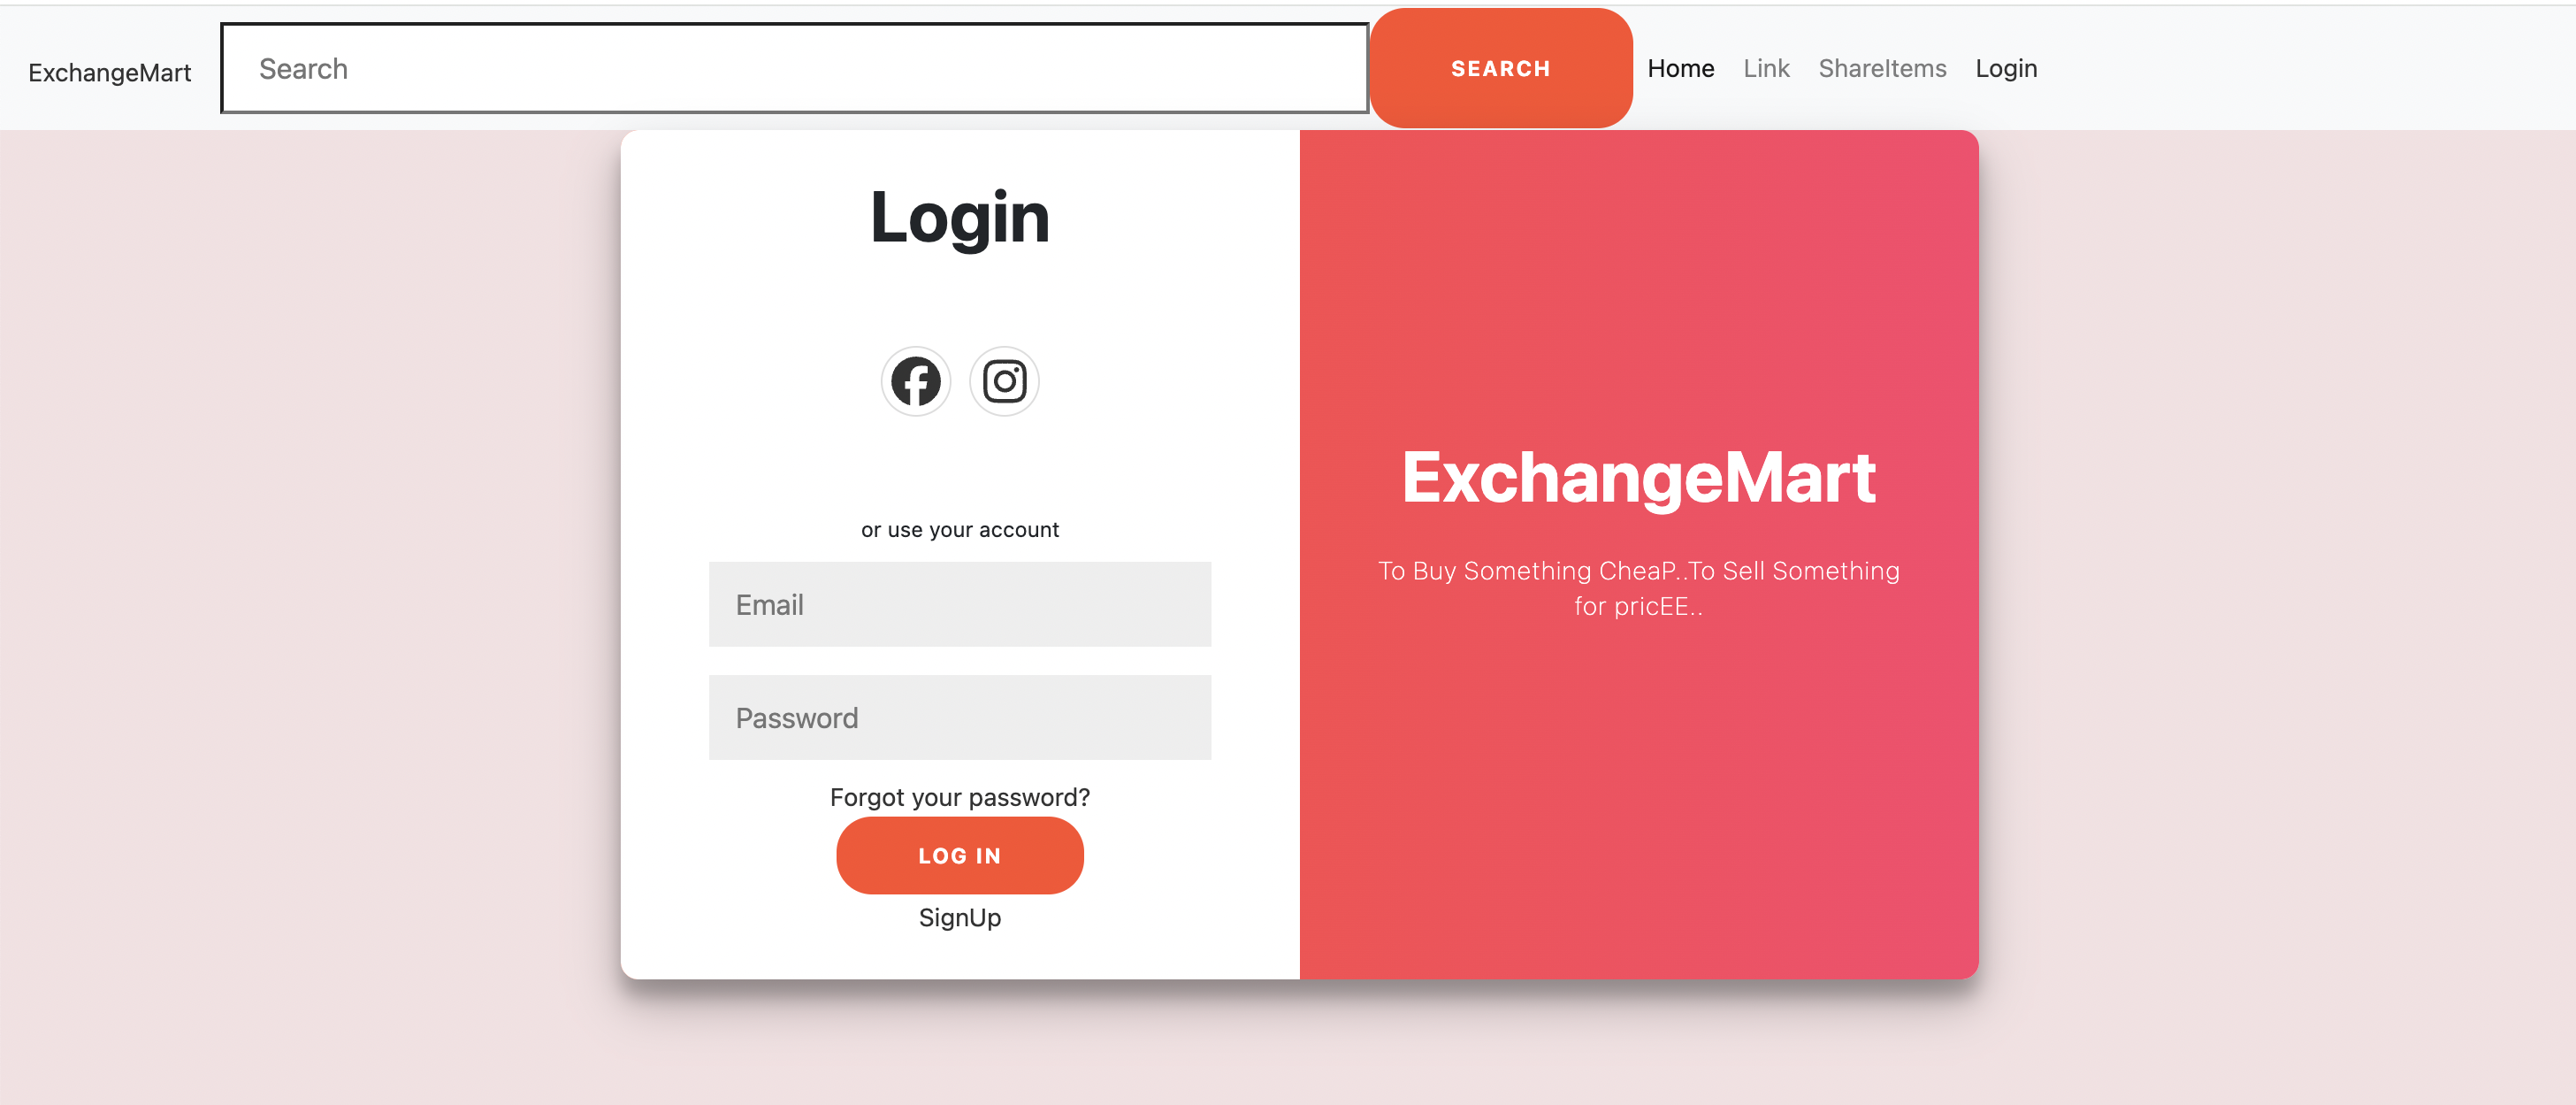 ExchangeMart Search SEARCH Home Link ShareItems Login
Login
or use your account
Email
Password
Forgot your password?
LOG IN
SignUp
ExchangeMart
To Buy Something CheaP..To Sell Something
for pricEE..